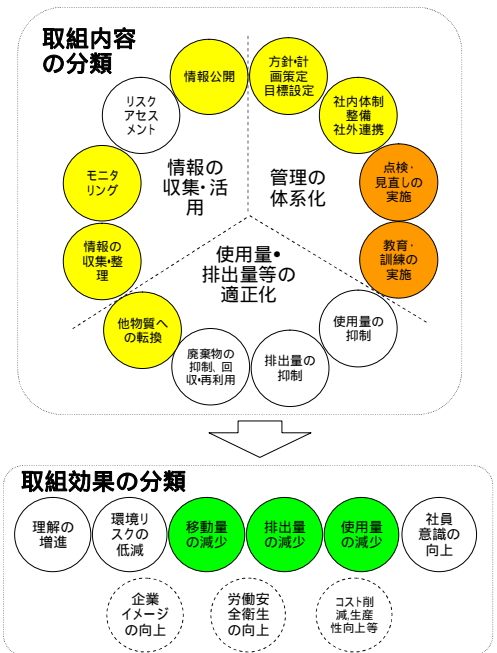 取組内容
の分類
情報公開
方針・計
画策定
目標設定
リスク
アセス
メント
社内体制
整備
社外連携
モニタ
リング
情報の
収集・活
用
管理の
体系化
点検・
見直しの
実施
情報の
収集・整
理
使用量・
排出量等の
適正化
教育・
訓練の
実施
他物質へ
の転換
廃棄物の
抑制、回
収・再利用
排出量の
抑制
使用量の
抑制
取組効果の分類
理解の
増進
環境リ
スクの
低減
移動量
の減少
排出量
の減少
使用量
の減少
社員
意識の
向上
企業
イメージ
の向上
労働安
全衛生
の向上
コスト削
減,生産
性向上等